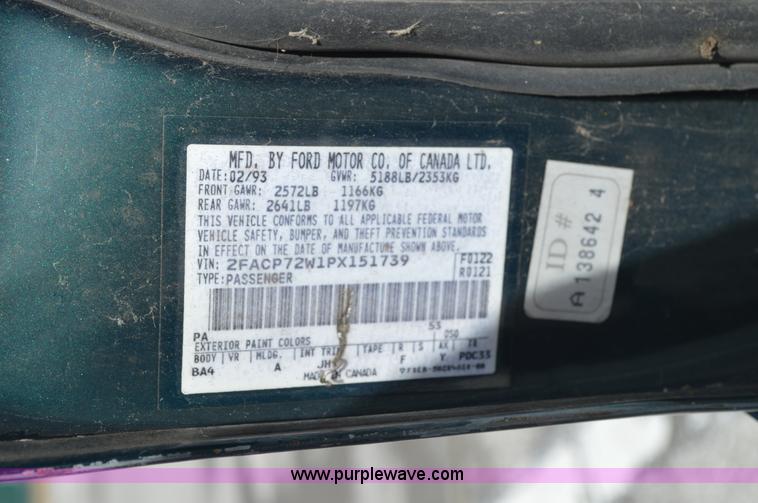 MFD. BY FORD MOTOR CO. OF CANADA LTD.
DATE: 02/93 GVWR: 5188LB/2353KG
FRONT GAWR: 2572LB 1166KG
REAR GAWR: 2641LB 1197KG
THIS VEHICLE CONFORMS TO ALL APPLICABLE FEDERAL MOTOR
VEHICLE SAFETY, BUMPER, AND THEFT PREVENTION STANDARDS
IN EFFECT ON THE DATE OF MANUFACTURE SHOWN ABOVE.
VIN: 2FACP72W1PX151739 F0122
TYPE: PASSENGER R0121
PA 53
EXTERIOR PAINT COLORS DSO
BODY VR MLDG. INT TRIM TAPE R S AX TR
BA4 A F Y PDC33
MADE IN CANADA
ID #
A138642 4
www.purplewave.com